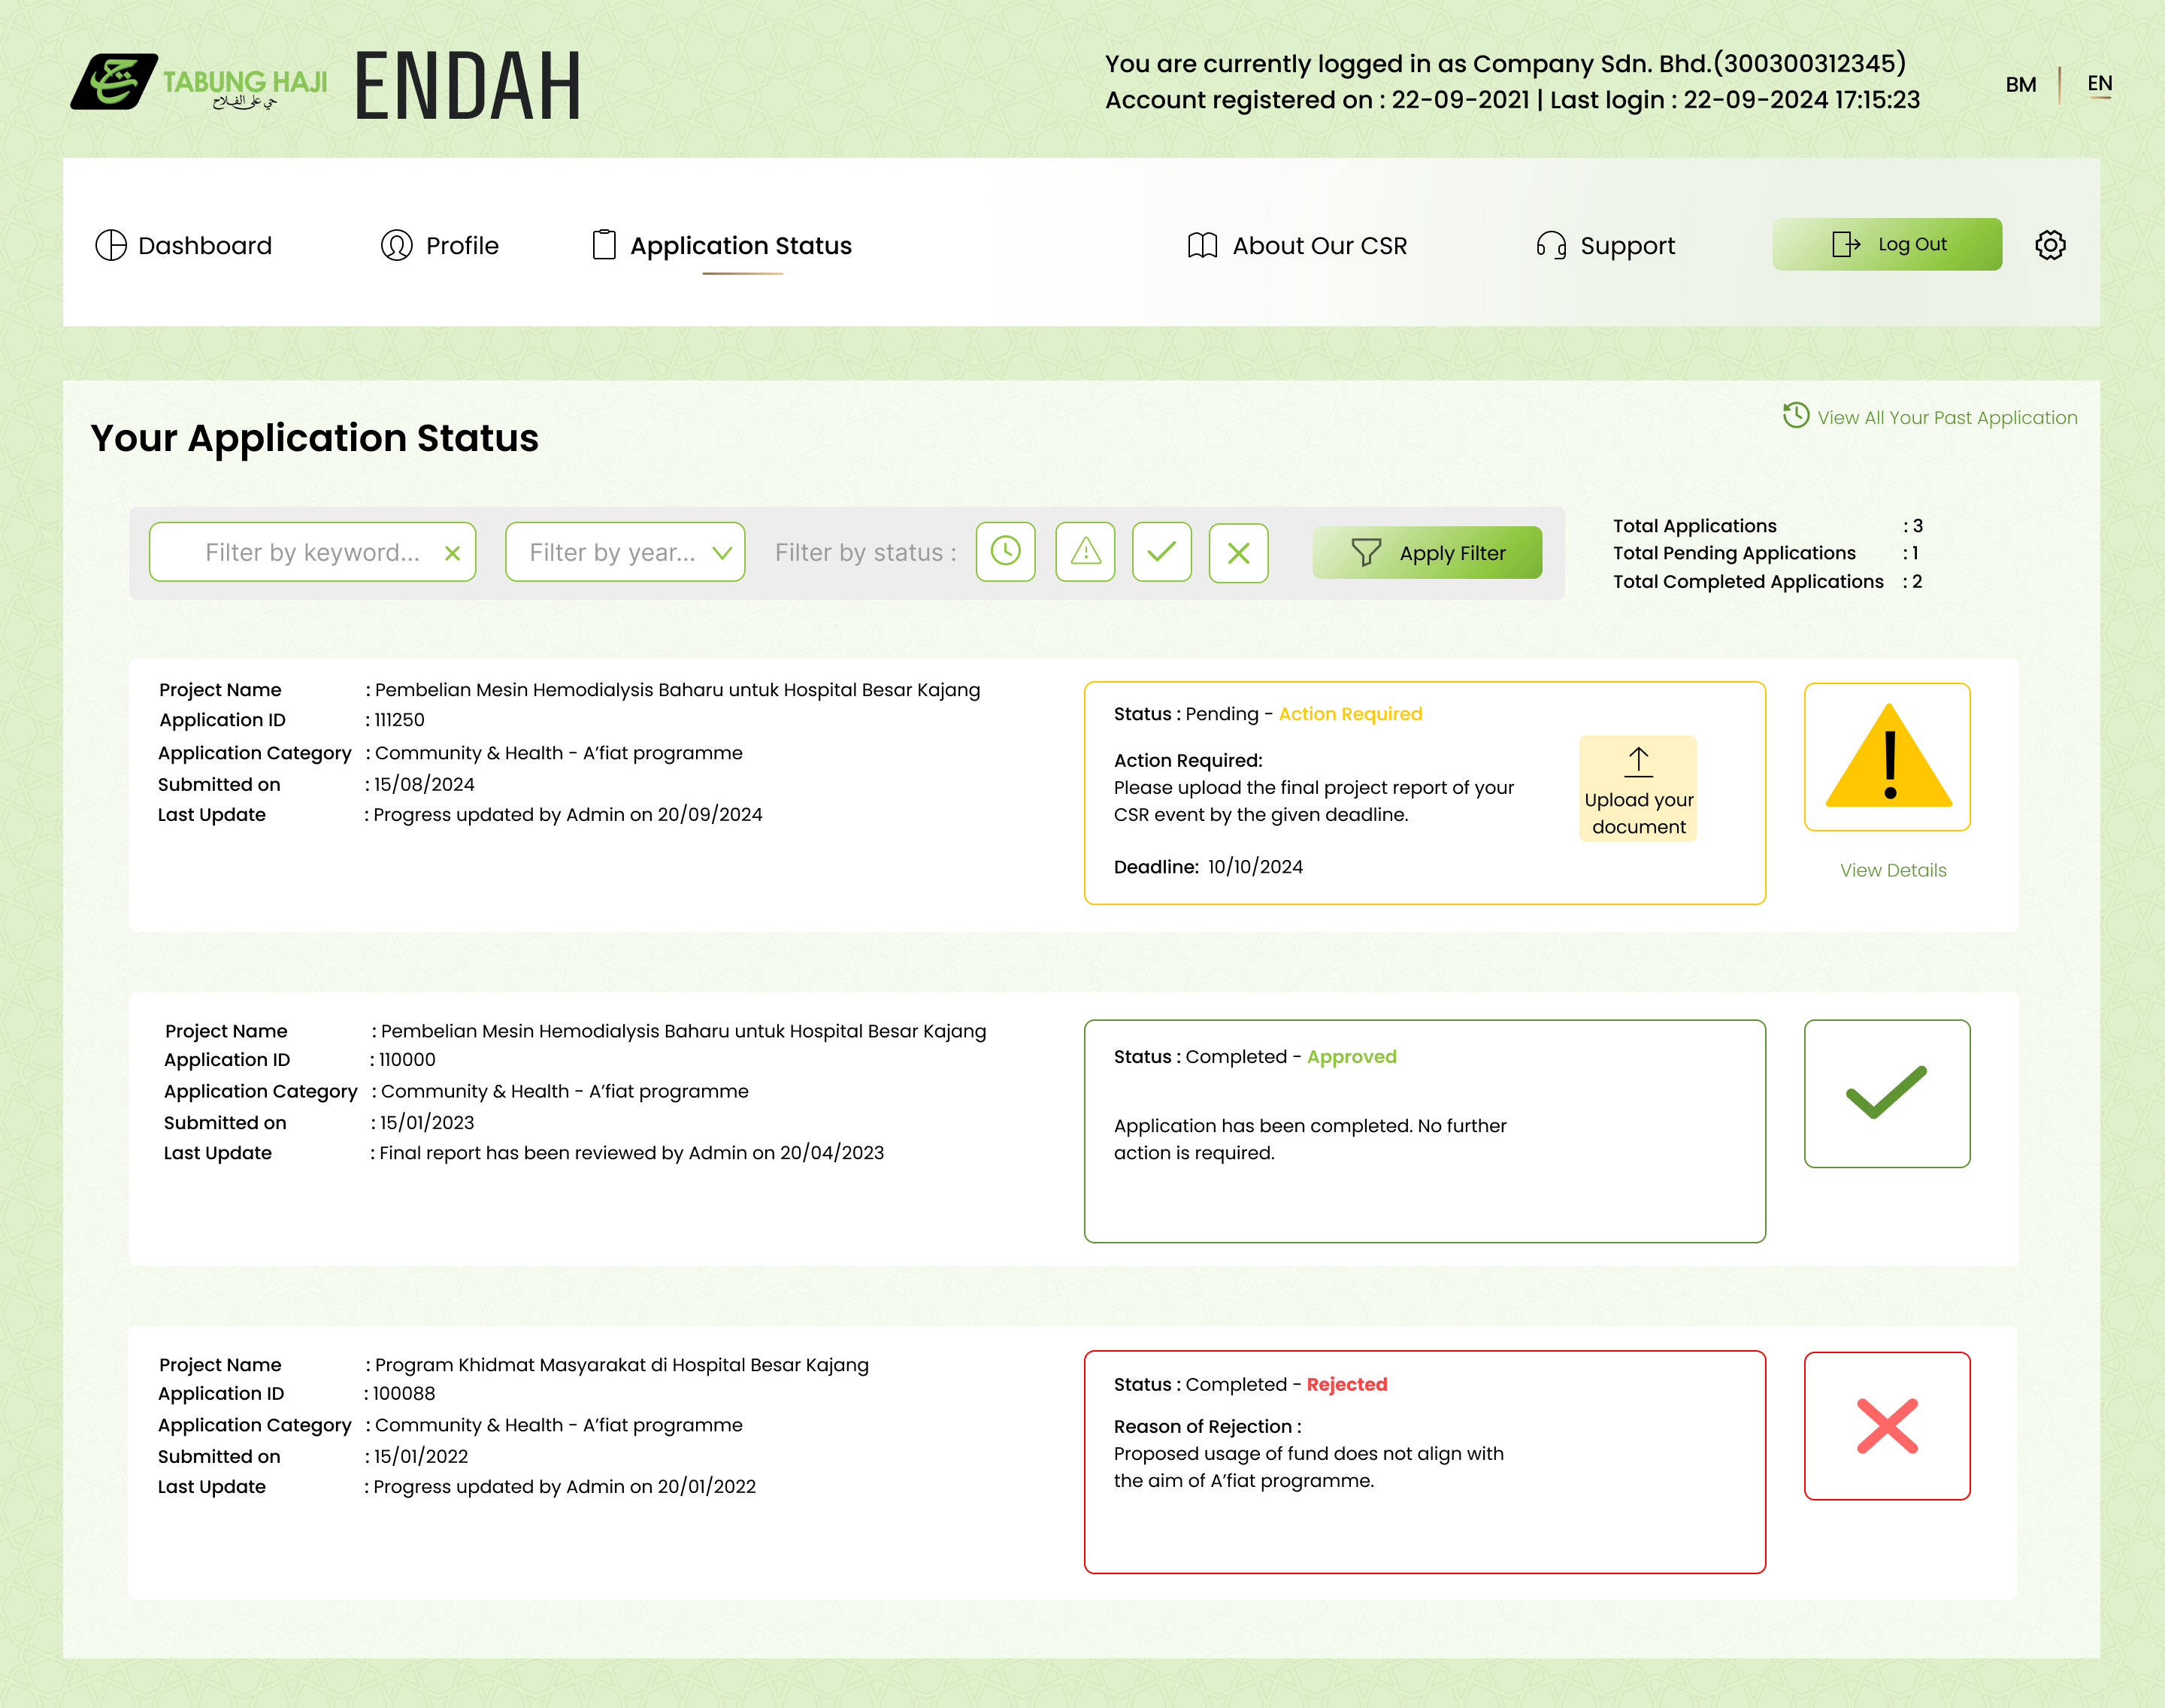 TABUNG HAJI
حي على الفلاح
ENDAH
You are currently logged in as Company Sdn. Bhd.(300300312345)
Account registered on : 22-09-2021 | Last login : 22-09-2024 17:15:23
BM
EN
Dashboard
Profile
Application Status
About Our CSR
Support
Log Out
Your Application Status
View All Your Past Application
Filter by keyword...
Filter by year...
Filter by status :
Apply Filter
Total Applications : 3
Total Pending Applications : 1
Total Completed Applications : 2
Project Name : Pembelian Mesin Hemodialysis Baharu untuk Hospital Besar Kajang
Application ID : 111250
Application Category : Community & Health - A’fiat programme
Submitted on : 15/08/2024
Last Update : Progress updated by Admin on 20/09/2024
Status : Pending - Action Required
Action Required:
Please upload the final project report of your
CSR event by the given deadline.
Deadline: 10/10/2024
Upload your
document
View Details
Project Name : Pembelian Mesin Hemodialysis Baharu untuk Hospital Besar Kajang
Application ID : 110000
Application Category : Community & Health - A’fiat programme
Submitted on : 15/01/2023
Last Update : Final report has been reviewed by Admin on 20/04/2023
Status : Completed - Approved
Application has been completed. No further
action is required.
Project Name : Program Khidmat Masyarakat di Hospital Besar Kajang
Application ID : 100088
Application Category : Community & Health - A’fiat programme
Submitted on : 15/01/2022
Last Update : Progress updated by Admin on 20/01/2022
Status : Completed - Rejected
Reason of Rejection :
Proposed usage of fund does not align with
the aim of A’fiat programme.